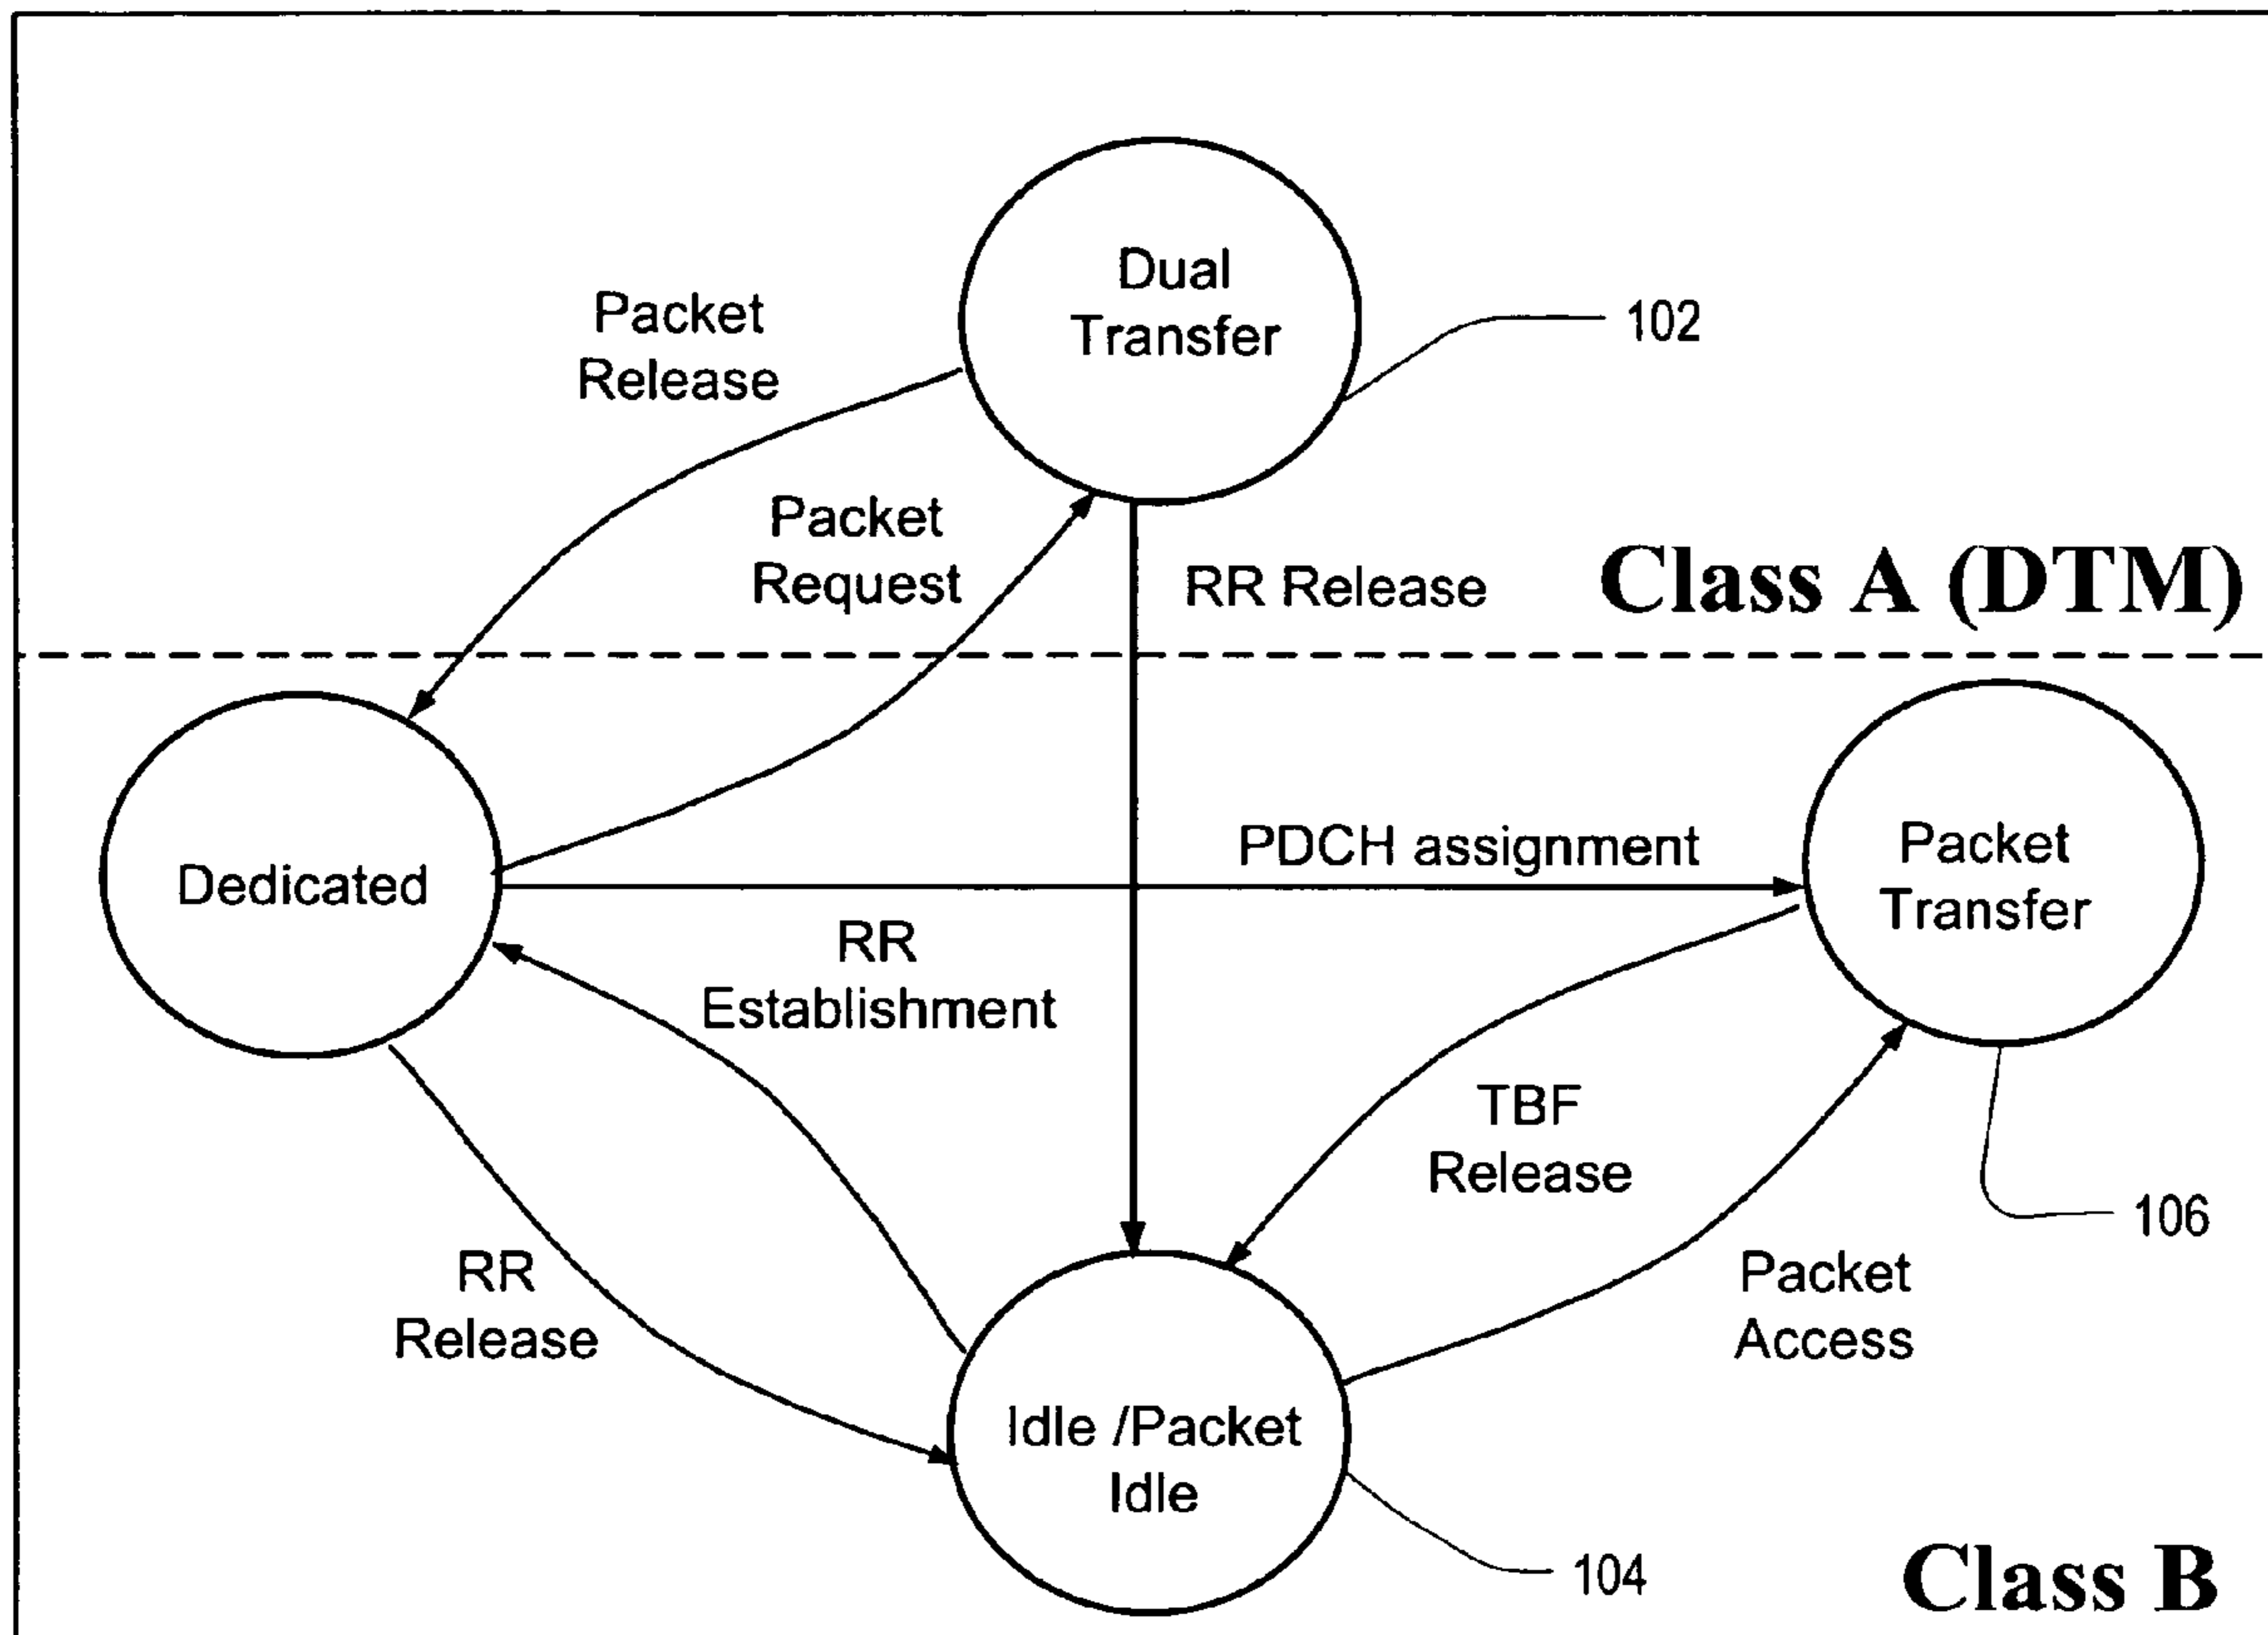 Dual
Transfer
102
Packet
Release
Packet
Request
RR Release
Class A (DTM)
Dedicated
PDCH assignment
Packet
Transfer
RR
Establishment
TBF
Release
106
RR
Release
Packet
Access
Idle /Packet
Idle
104
Class B